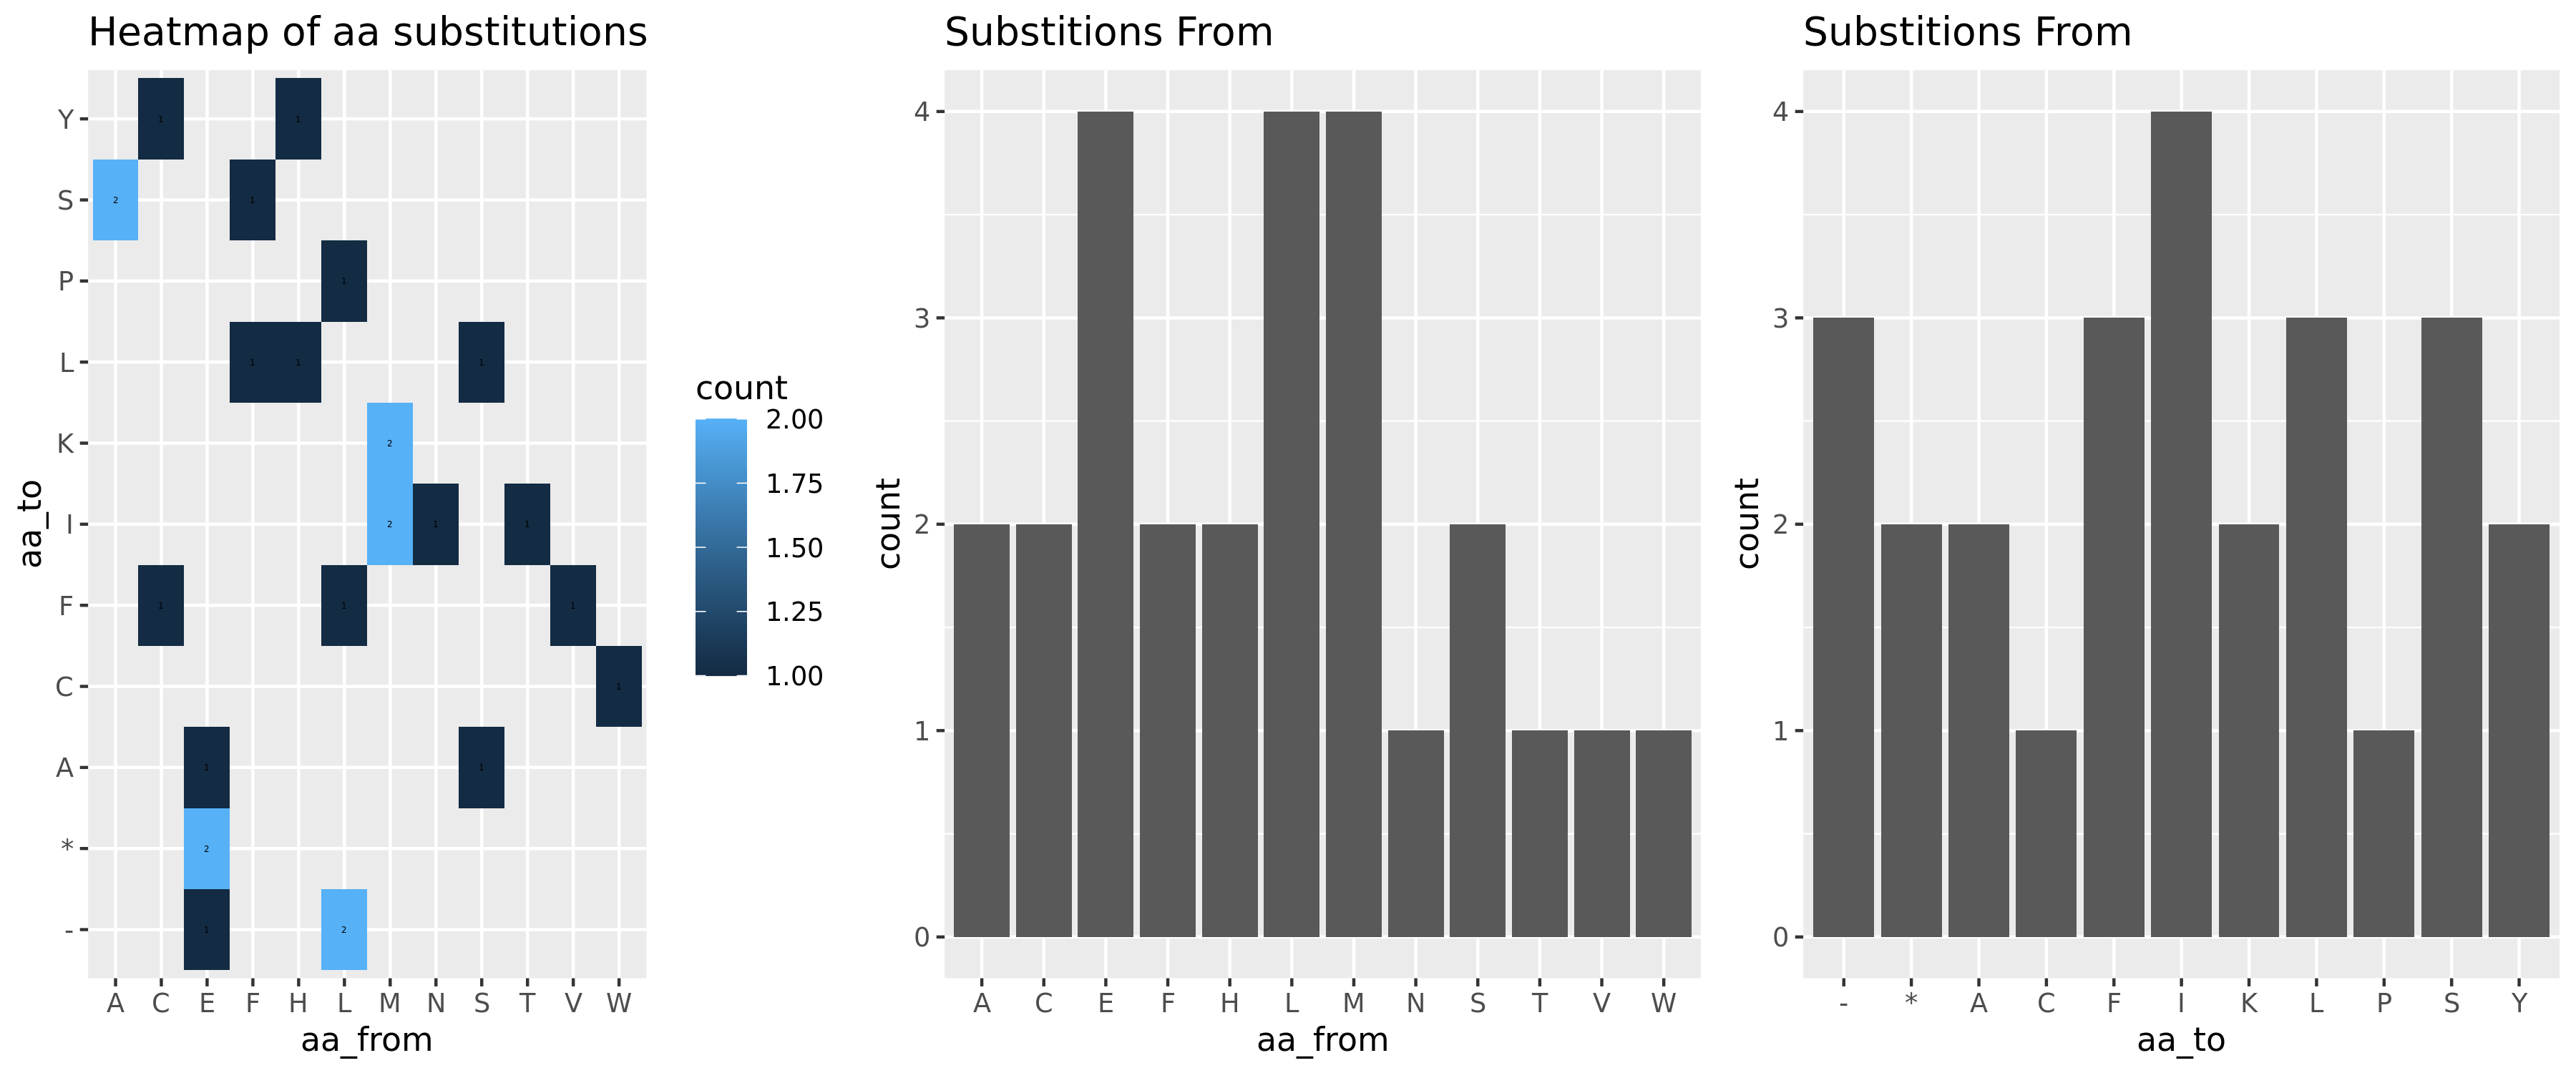 Heatmap of aa substitutions
Y
S
P
L
K
I
F
C
A
*
-
aa_to
1 1
2 1
1
1 1 1
2
2 1 1
1 1 1
1
1 1
2
1 2
A C E F H L M N S T V W
aa_from
count
2.00
1.75
1.50
1.25
1.00
Substitions From
4
3
2
1
0
count
A C E F H L M N S T V W
aa_from
Substitions From
4
3
2
1
0
count
- * A C F I K L P S Y
aa_to